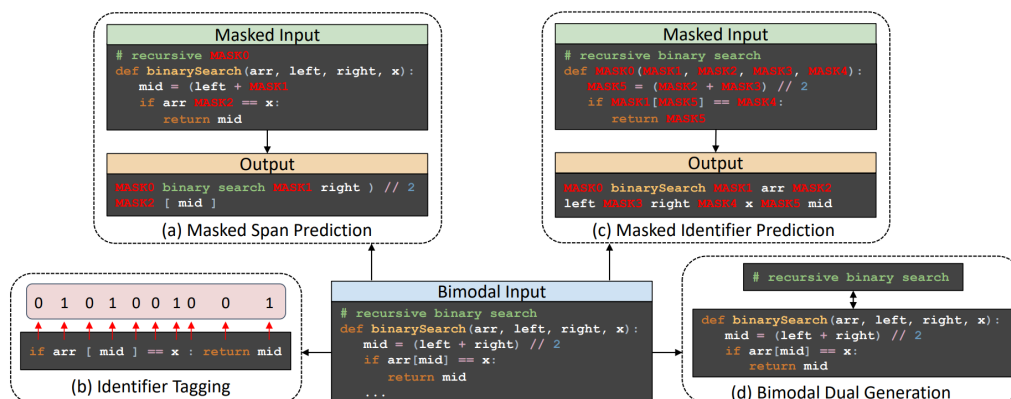 Masked Input
# recursive MASK0
def binarySearch(arr, left, right, x):
mid = (left + MASK1
if arr MASK2 == x:
return mid
Output
MASK0 binary search MASK1 right ) // 2
MASK2 [ mid ]
(a) Masked Span Prediction
Masked Input
# recursive binary search
def MASK0(MASK1, MASK2, MASK3, MASK4):
MASK5 = (MASK2 + MASK3) // 2
if MASK1[MASK5] == MASK4:
return MASK5
Output
MASK0 binarySearch MASK1 arr MASK2
left MASK3 right MASK4 x MASK5 mid
(c) Masked Identifier Prediction
0 1 0 1 0 0 1 0 0 1
if arr [ mid ] == x : return mid
(b) Identifier Tagging
Bimodal Input
# recursive binary search
def binarySearch(arr, left, right, x):
mid = (left + right) // 2
if arr[mid] == x:
return mid
...
# recursive binary search
def binarySearch(arr, left, right, x):
mid = (left + right) // 2
if arr[mid] == x:
return mid
(d) Bimodal Dual Generation